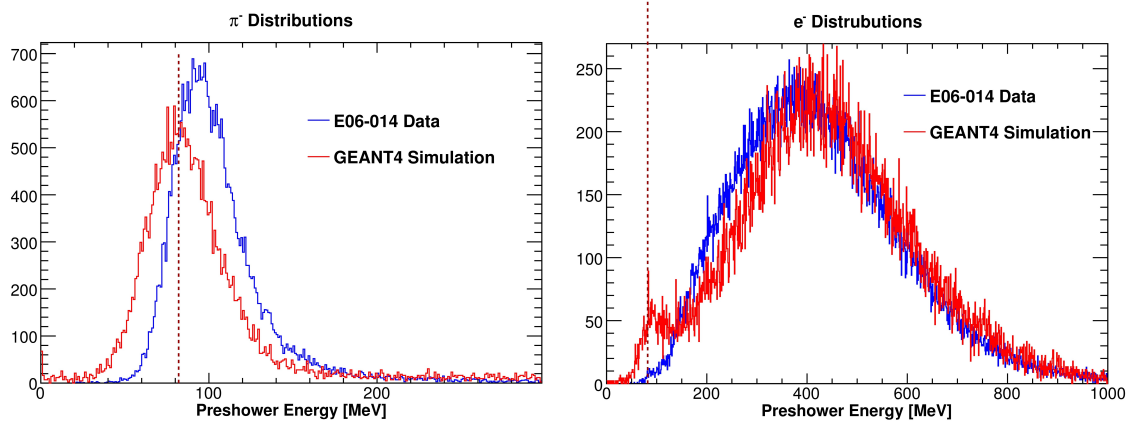 π- Distributions
700
600
500
400
300
200
100
0
E06-014 Data
GEANT4 Simulation
0 100 200
Preshower Energy [MeV]
e- Distrubutions
250
200
150
100
50
0
E06-014 Data
GEANT4 Simulation
0 200 400 600 800 1000
Preshower Energy [MeV]